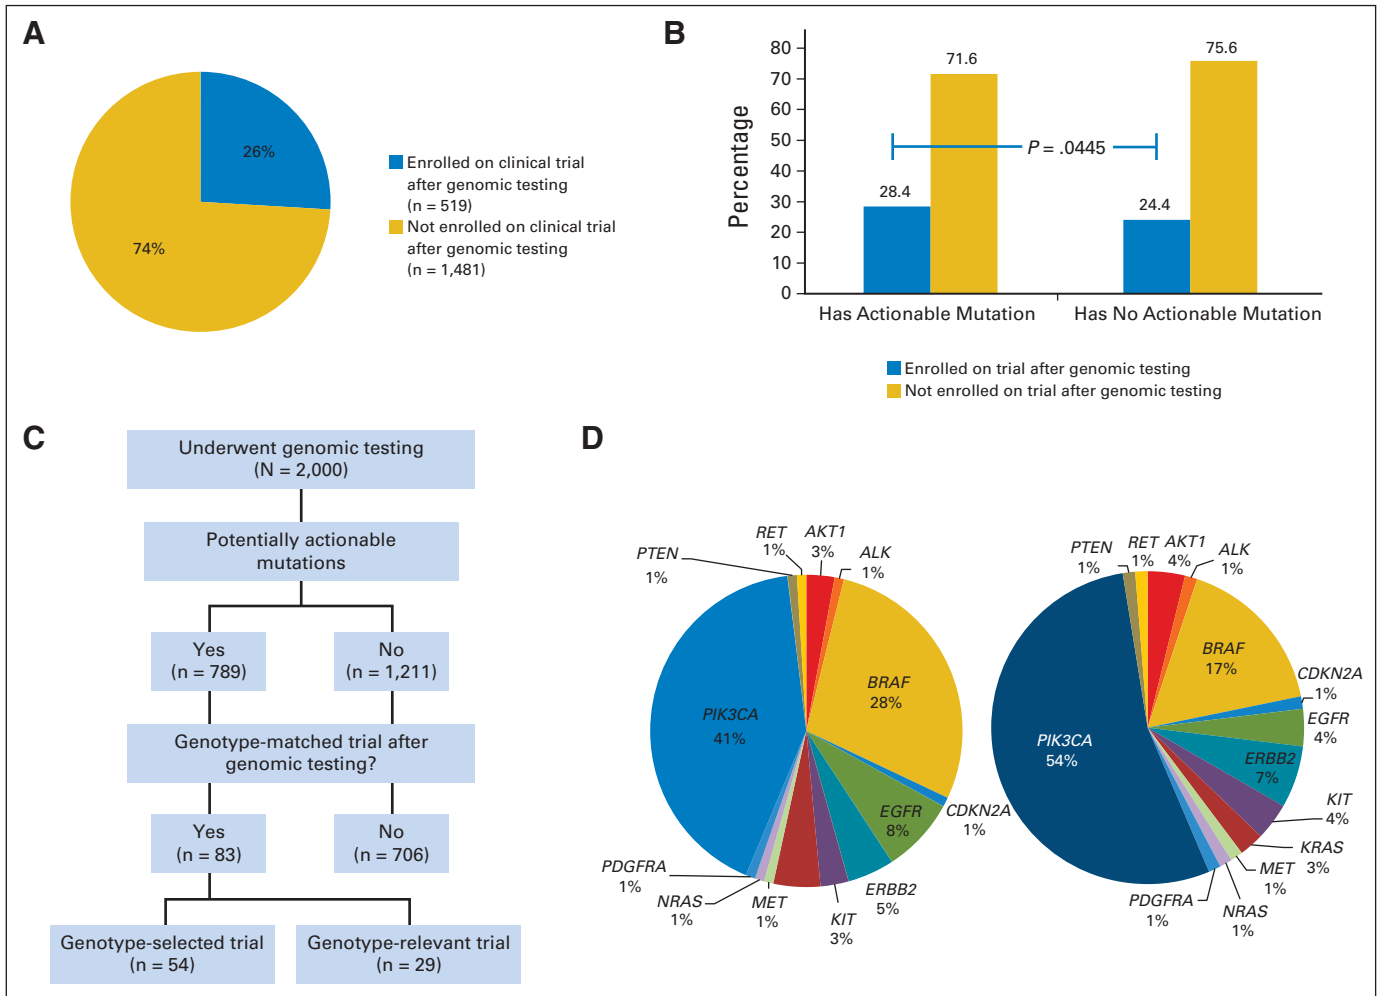 A
26%
74%
Enrolled on clinical trial
after genomic testing
(n = 519)
Not enrolled on clinical trial
after genomic testing
(n = 1,481)
B
Percentage
80
70
60
50
40
30
20
10
0
71.6
75.6
P = .0445
28.4
24.4
Has Actionable Mutation
Has No Actionable Mutation
Enrolled on trial after genomic testing
Not enrolled on trial after genomic testing
C
Underwent genomic testing
(N = 2,000)
Potentially actionable
mutations
Yes
(n = 789)
No
(n = 1,211)
Genotype-matched trial after
genomic testing?
Yes
(n = 83)
No
(n = 706)
Genotype-selected trial
(n = 54)
Genotype-relevant trial
(n = 29)
D
PTEN
1%
RET
1%
AKT1
3%
ALK
1%
BRAF
28%
CDKN2A
1%
EGFR
8%
ERBB2
5%
KIT
3%
MET
1%
NRAS
1%
PDGFRA
1%
PIK3CA
41%
PTEN
1%
RET
1%
AKT1
4%
ALK
1%
BRAF
17%
CDKN2A
1%
EGFR
4%
ERBB2
7%
KIT
4%
KRAS
3%
MET
1%
NRAS
1%
PDGFRA
1%
PIK3CA
54%